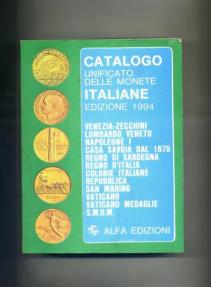 CATALOGO
UNIFICATO
DELLE MONETE
ITALIANE
EDIZIONE 1994
VENEZIA-ZECCHINI
LOMBARDO VENETO
NAPOLEONE I
CASA SAVOIA DAL 1675
REGNO DI SARDEGNA
REGNO D'ITALIA
COLONIE ITALIANE
REPUBBLICA
SAN MARINO
VATICANO
VATICANO MEDAGLIE
S.M.O.M.
ALFA EDIZIONI